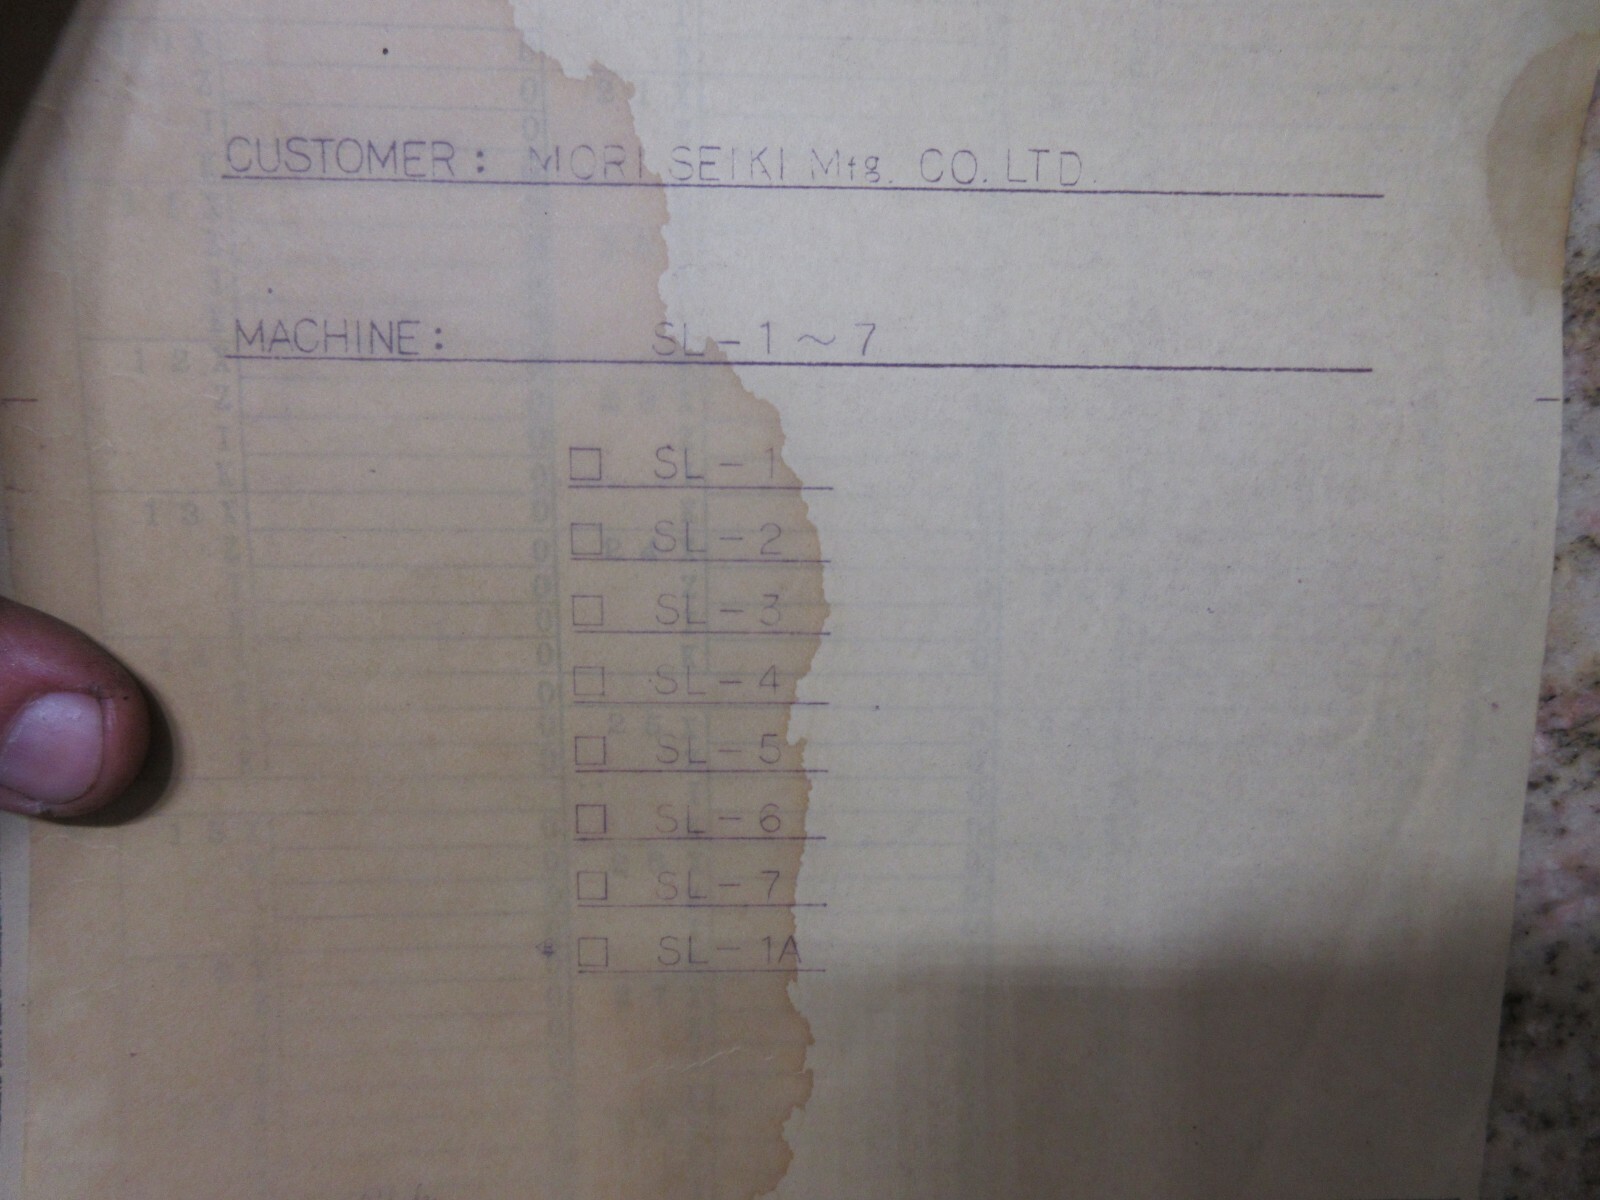 CUSTOMER: MORI SEIKI Mfg. CO. LTD.
MACHINE: SL-1~7
□ SL-1
□ SL-2
□ SL-3
□ SL-4
□ SL-5
□ SL-6
□ SL-7
□ SL-1A